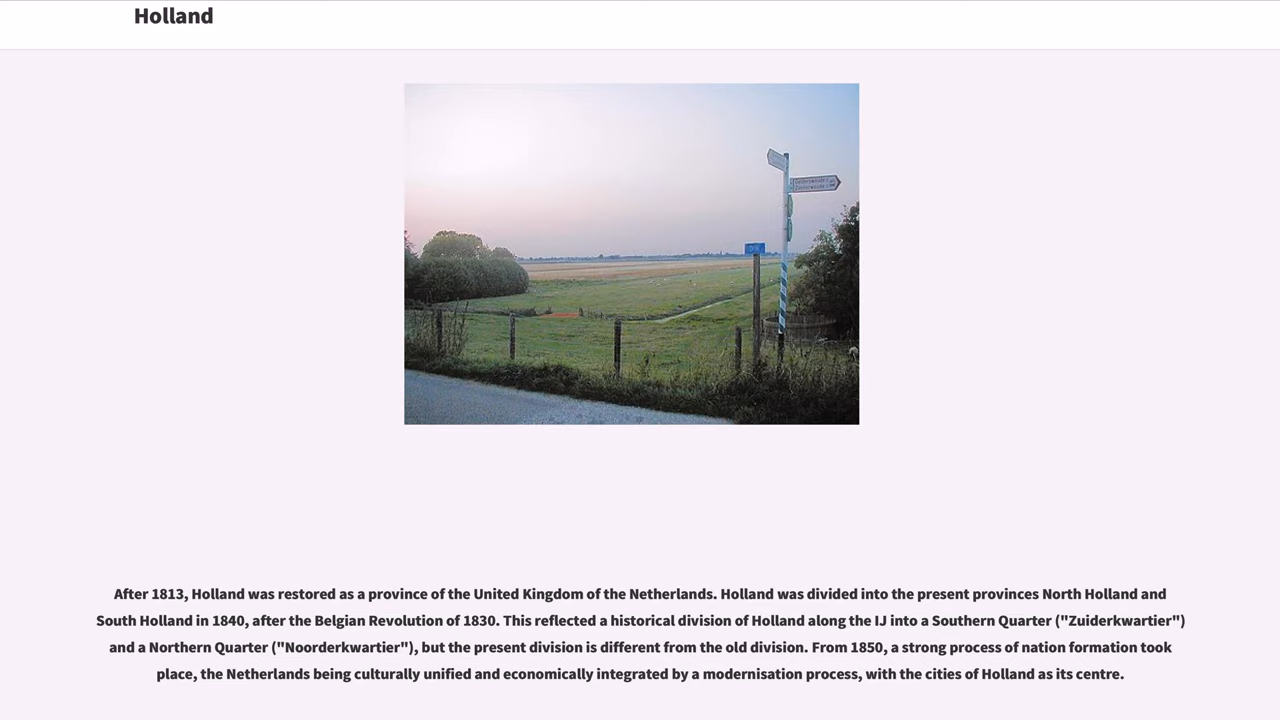 Holland
After 1813, Holland was restored as a province of the United Kingdom of the Netherlands. Holland was divided into the present provinces North Holland and
South Holland in 1840, after the Belgian Revolution of 1830. This reflected a historical division of Holland along the IJ into a Southern Quarter ("Zuiderkwartier")
and a Northern Quarter ("Noorderkwartier"), but the present division is different from the old division. From 1850, a strong process of nation formation took
place, the Netherlands being culturally unified and economically integrated by a modernisation process, with the cities of Holland as its centre.